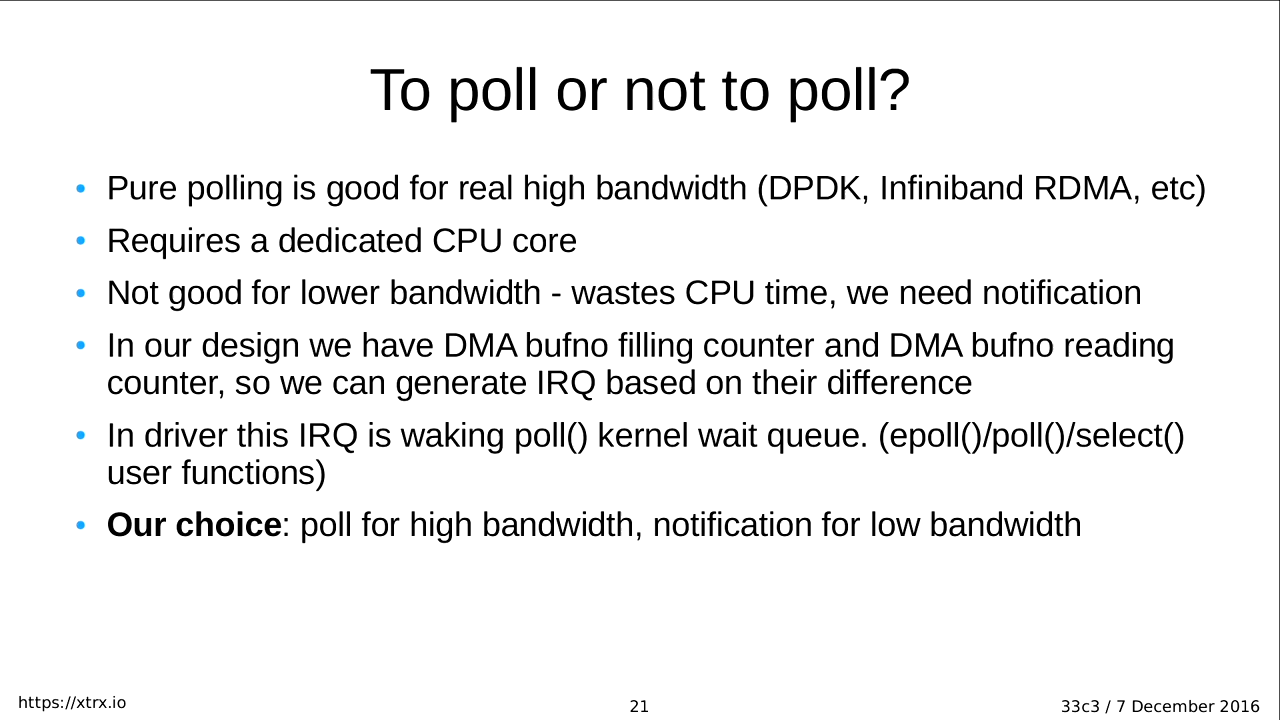 To poll or not to poll?
• Pure polling is good for real high bandwidth (DPDK, Infiniband RDMA, etc)
• Requires a dedicated CPU core
• Not good for lower bandwidth - wastes CPU time, we need notification
• In our design we have DMA bufno filling counter and DMA bufno reading
counter, so we can generate IRQ based on their difference
• In driver this IRQ is waking poll() kernel wait queue. (epoll()/poll()/select()
user functions)
• Our choice: poll for high bandwidth, notification for low bandwidth
https://xtrx.io
21
33c3 / 7 December 2016